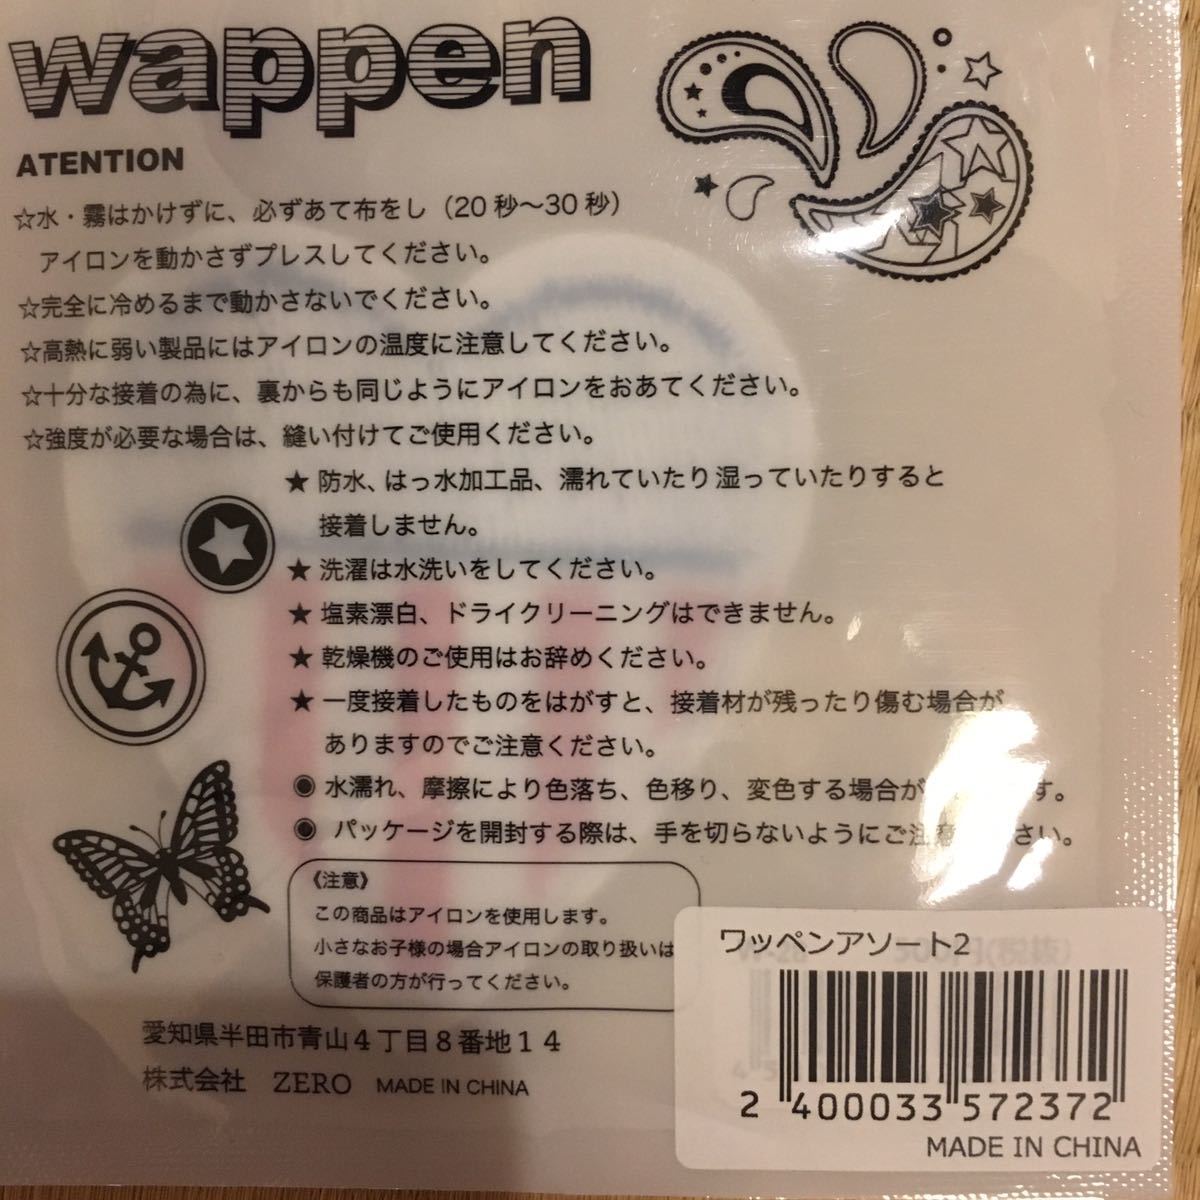 wappen
ATENTION
☆水・霧はかけずに、必ずあて布をし（20秒〜30秒）
アイロンを動かさずプレスしてください。
☆完全に冷めるまで動かさないでください。
☆高熱に弱い製品にはアイロンの温度に注意してください。
☆十分な接着の為に、裏からも同じようにアイロンをおあてください。
☆強度が必要な場合は、縫い付けてご使用ください。
★ 防水、はっ水加工品、濡れていたり湿っていたりすると
接着しません。
★ 洗濯は水洗いをしてください。
★ 塩素漂白、ドライクリーニングはできません。
★ 乾燥機のご使用はお辞めください。
★ 一度接着したものをはがすと、接着材が残ったり傷む場合が
ありますのでご注意ください。
◉ 水濡れ、摩擦により色落ち、色移り、変色する場合が す。
◉ パッケージを開封する際は、手を切らないようにご注意 さい。
《注意》
この商品はアイロンを使用します。
小さなお子様の場合アイロンの取り扱いは
保護者の方が行ってください。
愛知県半田市青山4丁目8番地14
株式会社 ZERO MADE IN CHINA
ワッペンアソート2
2 400033 572372
MADE IN CHINA